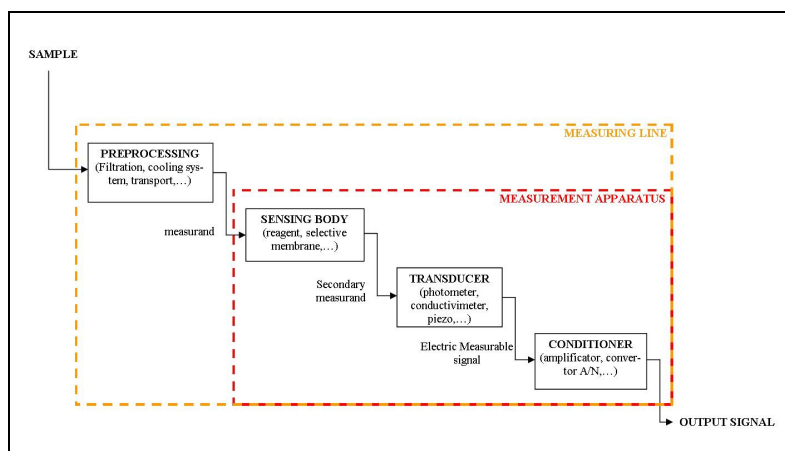 SAMPLE
MEASURING LINE
PREPROCESSING
(Filtration, cooling sys-
tem, transport,…)
MEASUREMENT APPARATUS
measurand
SENSING BODY
(reagent, selective
membrane,…)
Secondary
measurand
TRANSDUCER
(photometer,
conductivimeter,
piezo,…)
Electric Measurable
signal
CONDITIONER
(amplificator, conver-
tor A/N,…)
OUTPUT SIGNAL